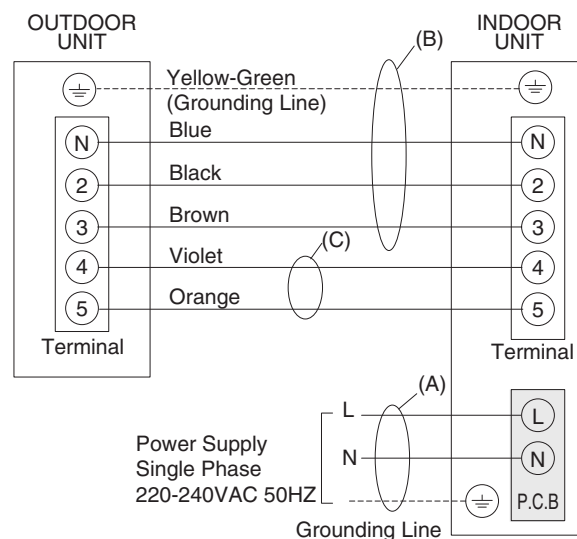 OUTDOOR
UNIT
(B)
INDOOR
UNIT
Yellow-Green
(Grounding Line)
N
Blue
N
2
Black
2
3
Brown
3
(C)
4
Violet
4
5
Orange
5
Terminal
Terminal
(A)
L
L
Power Supply
Single Phase
220-240VAC 50HZ
N
N
P.C.B
Grounding Line